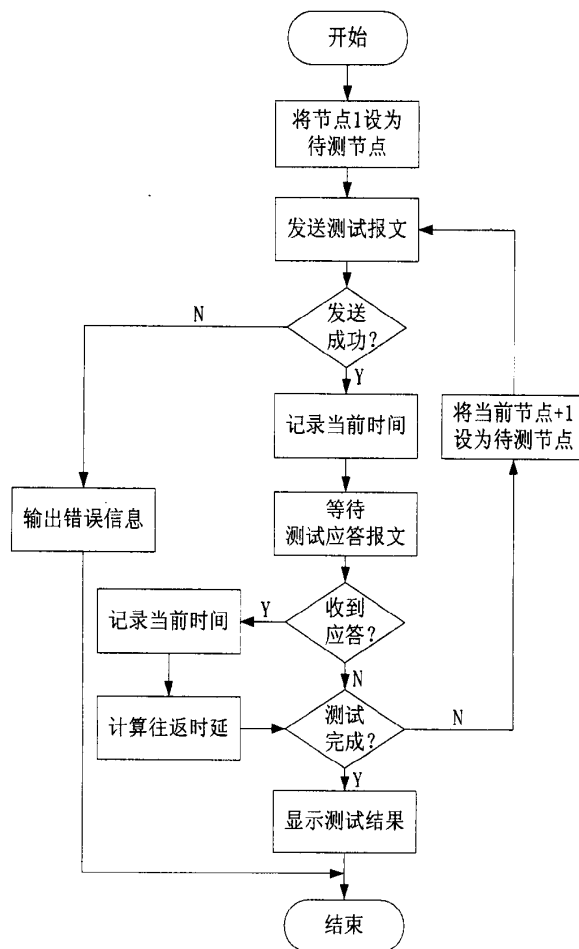 开始
将节点1设为
待测节点
发送测试报文
发送
成功?
N
Y
记录当前时间
将当前节点+1
设为待测节点
输出错误信息
等待
测试应答报文
收到
应答?
Y
记录当前时间
N
计算往返时延
测试
完成?
N
Y
显示测试结果
结束